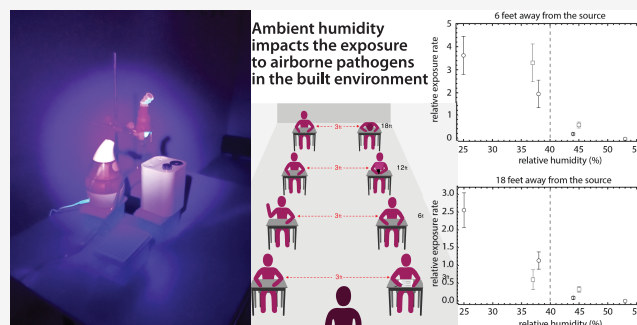 Ambient humidity
impacts the exposure
to airborne pathogens
in the built environment
3ft
18ft
3ft
12ft
3ft
6ft
3ft
6 feet away from the source
relative exposure rate
5
4
3
2
1
0
25 30 35 40 45 50 55
relative humidity (%)
18 feet away from the source
relative exposure rate
3.0
2.5
2.0
1.5
1.0
0.5
0.0
25 30 35 40 45 50 55
relative humidity (%)